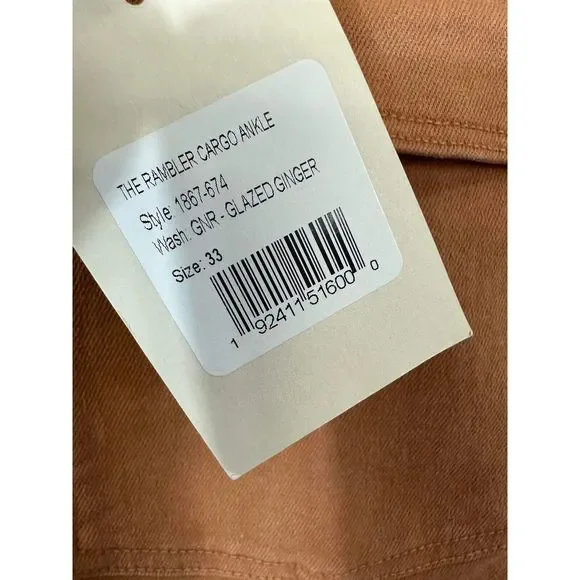 THE RAMBLER CARGO ANKLE
Style: 1867-674
Wash: GNR - GLAZED GINGER
Size: 33
1 92411 51600 0